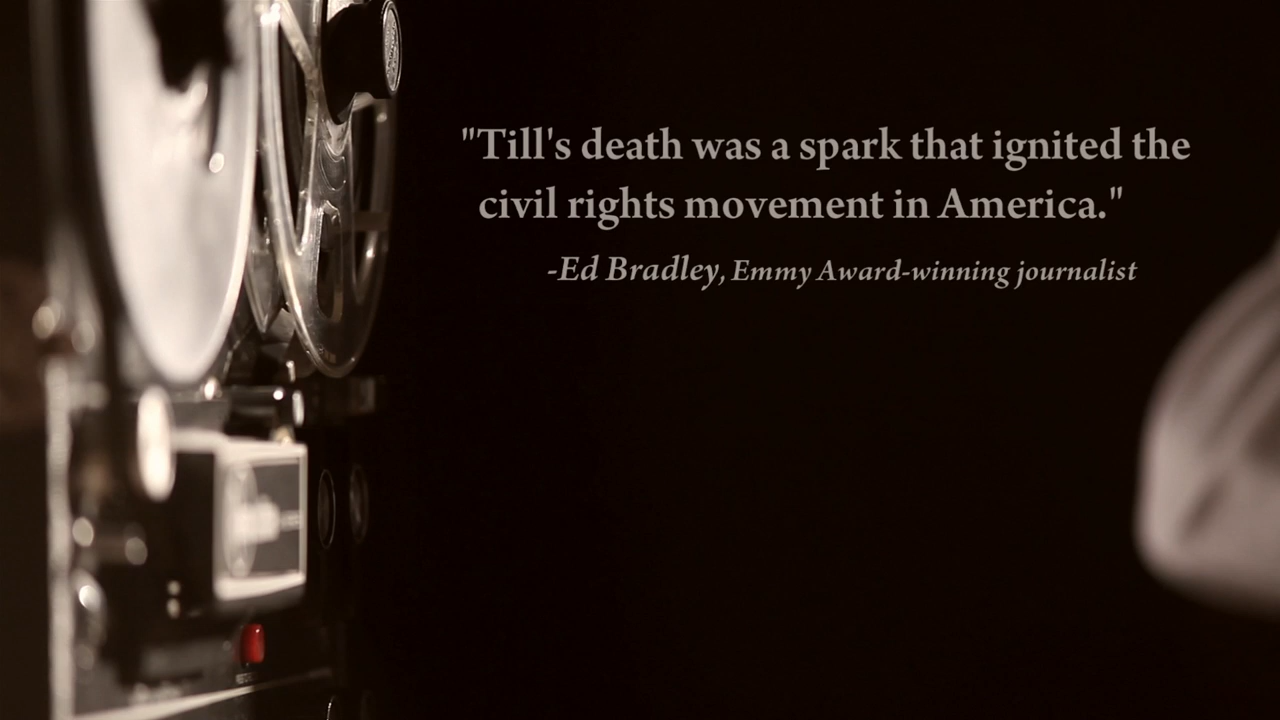 "Till's death was a spark that ignited the
civil rights movement in America."
-Ed Bradley, Emmy Award-winning journalist